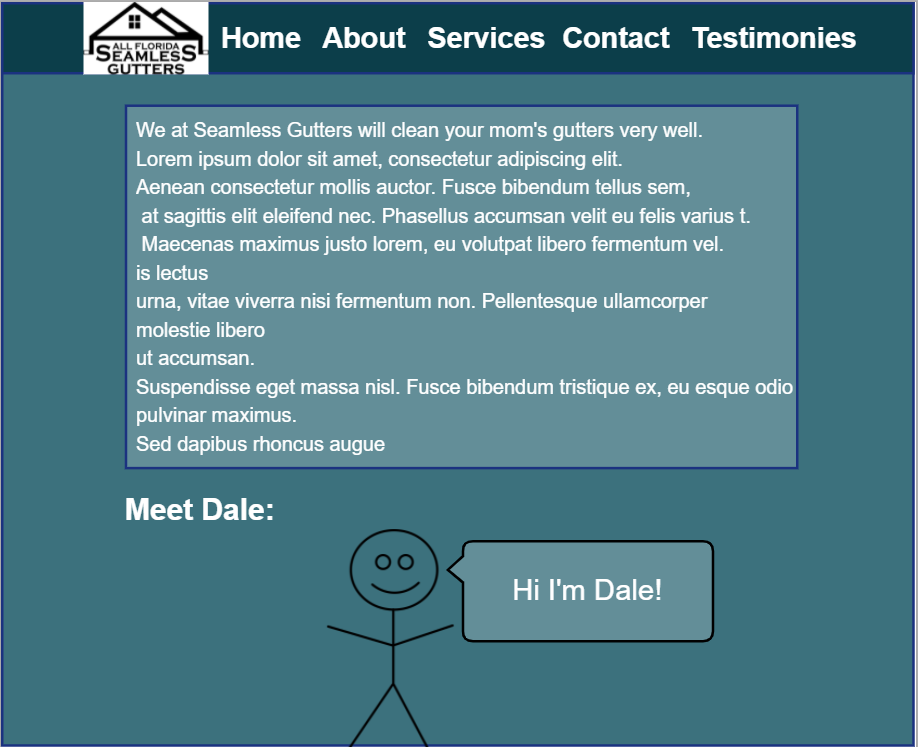 ALL FLORIDA
SEAMLESS
GUTTERS
Home About Services Contact Testimonies
We at Seamless Gutters will clean your mom's gutters very well.
Lorem ipsum dolor sit amet, consectetur adipiscing elit.
Aenean consectetur mollis auctor. Fusce bibendum tellus sem,
at sagittis elit eleifend nec. Phasellus accumsan velit eu felis varius t.
Maecenas maximus justo lorem, eu volutpat libero fermentum vel.
is lectus
urna, vitae viverra nisi fermentum non. Pellentesque ullamcorper
molestie libero
ut accumsan.
Suspendisse eget massa nisl. Fusce bibendum tristique ex, eu esque odio
pulvinar maximus.
Sed dapibus rhoncus augue
Meet Dale:
Hi I'm Dale!